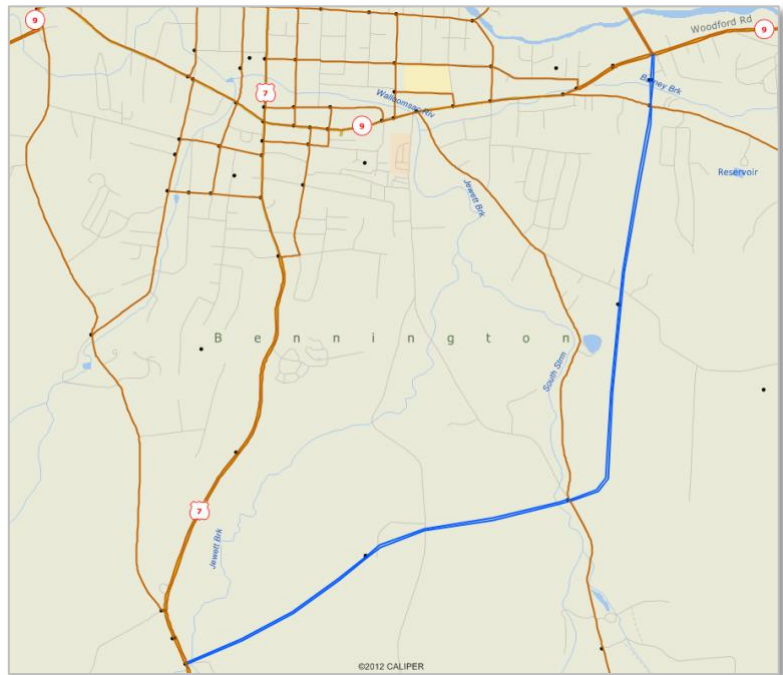 9
Woodford Rd
9
Barney Brk
7
Walloomsac Riv
9
Reservoir
Jewett Brk
Bennington
South Strm
7
Jewett Brk
©2012 CALIPER